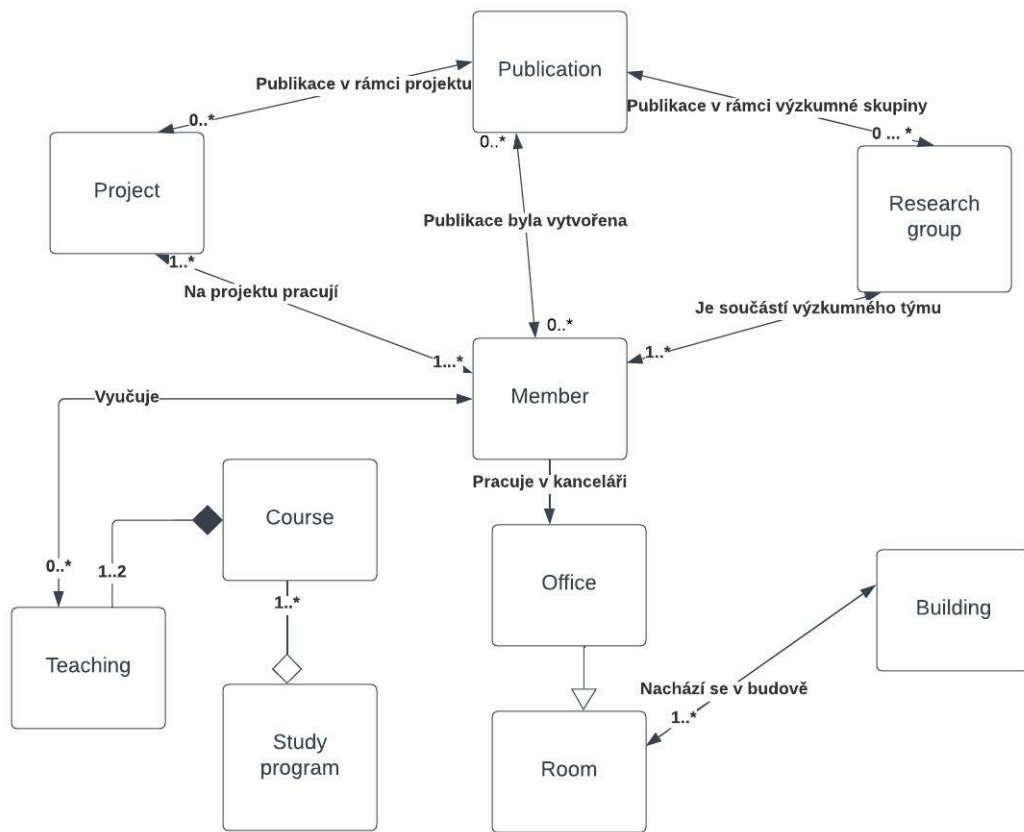 Publication
Publikace v rámci projektu
Publikace v rámci výzkumné skupiny
0..*
0 ... *
0..*
Project
Research
group
Publikace byla vytvořena
1..*
Na projektu pracují
Je součástí výzkumného týmu
0..*
1...*
1..*
Member
Vyučuje
Pracuje v kanceláři
Course
0..*
1..2
Office
1..*
Building
Teaching
Nachází se v budově
1..*
Study
program
Room